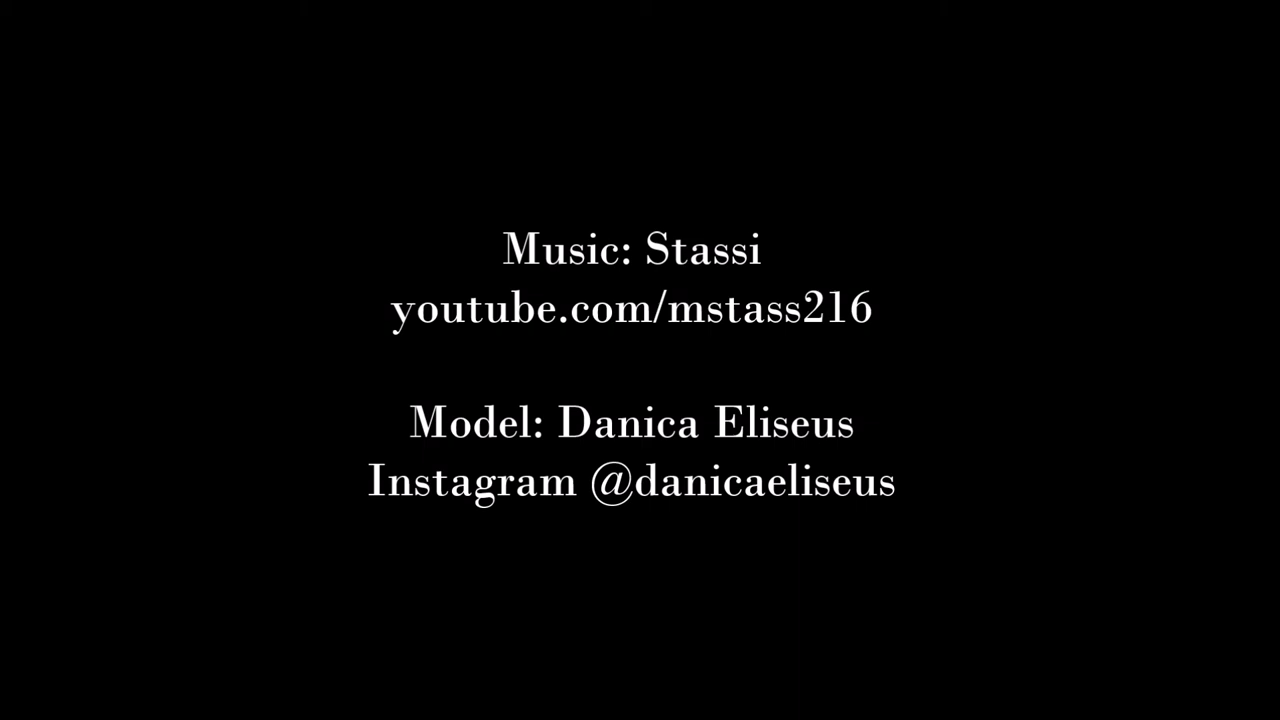 Music: Stassi
youtube.com/mstass216
Model: Danica Eliseus
Instagram @danicaeliseus